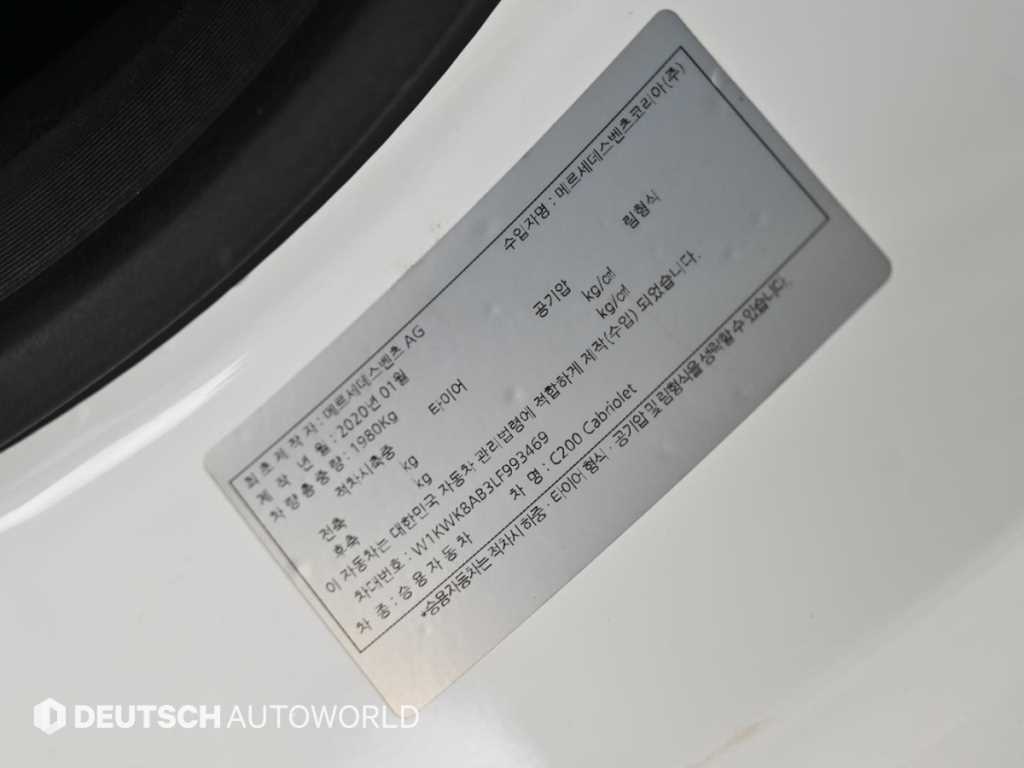 최초제작자 : 메르세데스벤츠 AG 수입자명 : 메르세데스벤츠코리아(주)
제 작 년 월 : 2020년 01월
차 량 총 중 량 : 1980Kg
적차시축중 타이어 공기압 림형식
전축 kg kg/㎠
후축 kg kg/㎠
이 자동차는 대한민국 자동차 관리법령에 적합하게 제작(수입) 되었습니다.
차대번호 : W1KWK8AB3LF993469
차 종 : 승 용 자 동 차 차 명 : C200 Cabriolet
*승용자동차는 적차시 하중 · 타이어 형식 · 공기압 및 림형식을 생략할 수 있습니다.
DEUTSCH AUTOWORLD